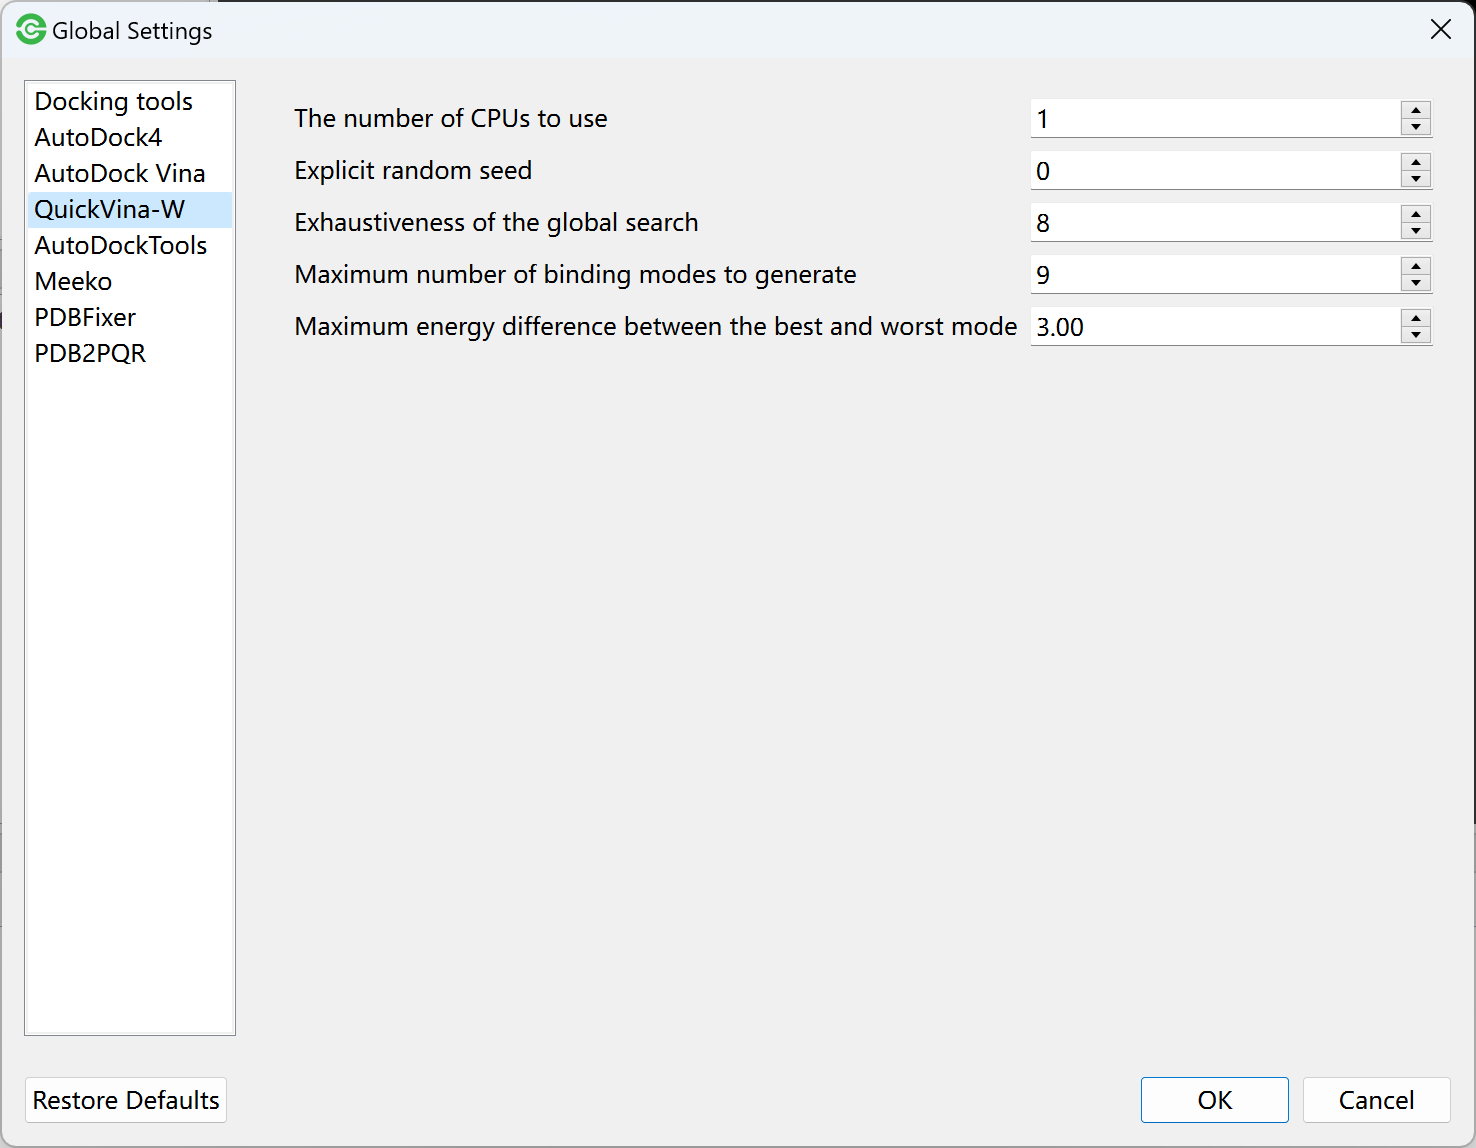 Global Settings
Docking tools
AutoDock4
AutoDock Vina
QuickVina-W
AutoDockTools
Meeko
PDBFixer
PDB2PQR
The number of CPUs to use 1
Explicit random seed 0
Exhaustiveness of the global search 8
Maximum number of binding modes to generate 9
Maximum energy difference between the best and worst mode 3.00
Restore Defaults OK Cancel